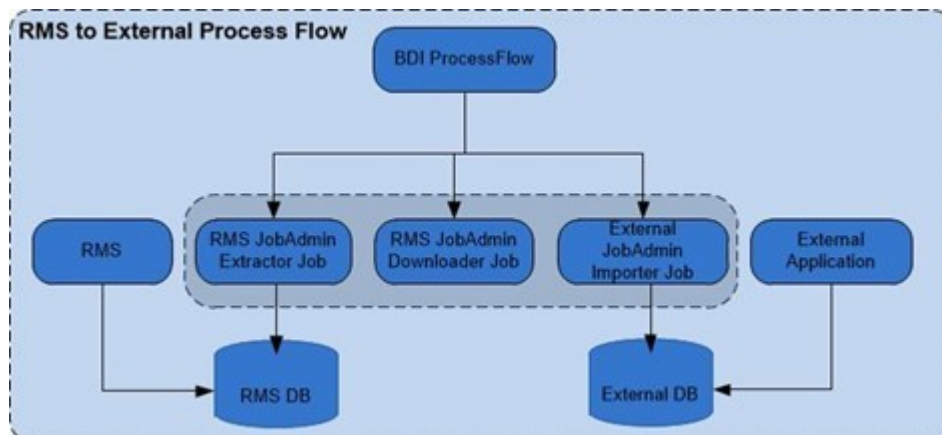 RMS to External Process Flow
BDI ProcessFlow
RMS
RMS JobAdmin
Extractor Job
RMS JobAdmin
Downloader Job
External
JobAdmin
Importer Job
External
Application
RMS DB
External DB